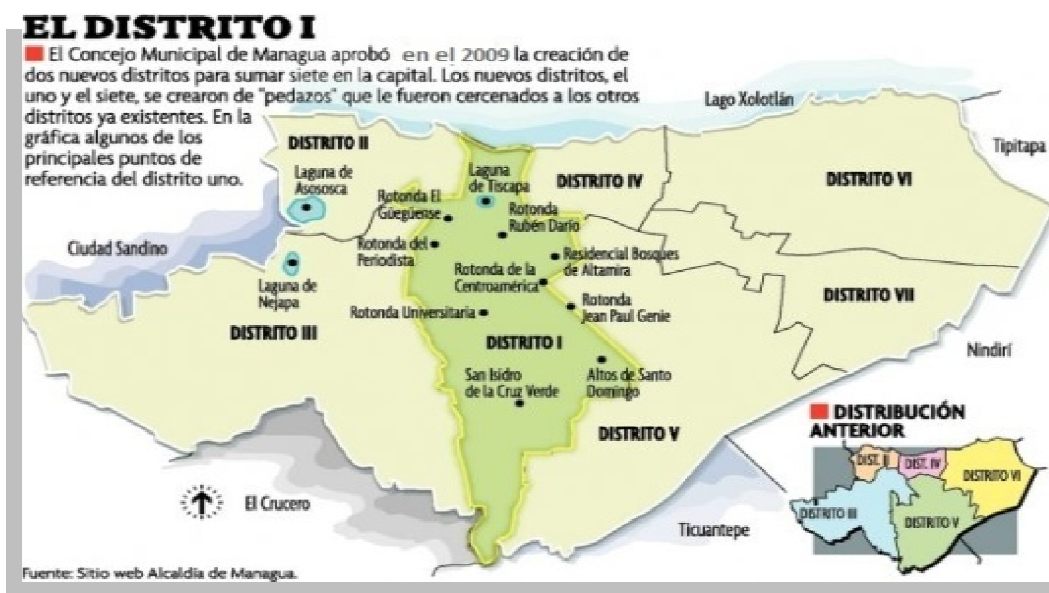 EL DISTRITO I
El Concejo Municipal de Managua aprobó en el 2009 la creación de
dos nuevos distritos para sumar siete en la capital. Los nuevos distritos, el
uno y el siete, se crearon de "pedazos" que le fueron cercenados a los otros
distritos ya existentes. En la
gráfica algunos de los
principales puntos de
referencia del distrito uno.
Lago Xolotlán
Tipitapa
DISTRITO II
Laguna de
Asososca
Laguna
de Tiscapa
DISTRITO IV
DISTRITO VI
Rotonda El
Güegüense
Rotonda
Rubén Darío
Ciudad Sandino
Rotonda del
Periodista
Residencial Bosques
de Altamira
Rotonda de la
Centroamérica
Laguna de
Nejapa
Rotonda
Jean Paul Genie
DISTRITO VII
Rotonda Universitaria
DISTRITO III
DISTRITO I
Nindirí
San Isidro
de la Cruz Verde
Altos de Santo
Domingo
DISTRITO V
DISTRIBUCIÓN
ANTERIOR
DIST. II
DIST. IV
DISTRITO VI
DISTRITO III
DISTRITO V
El Crucero
Ticuantepe
Fuente: Sitio web Alcaldía de Managua.